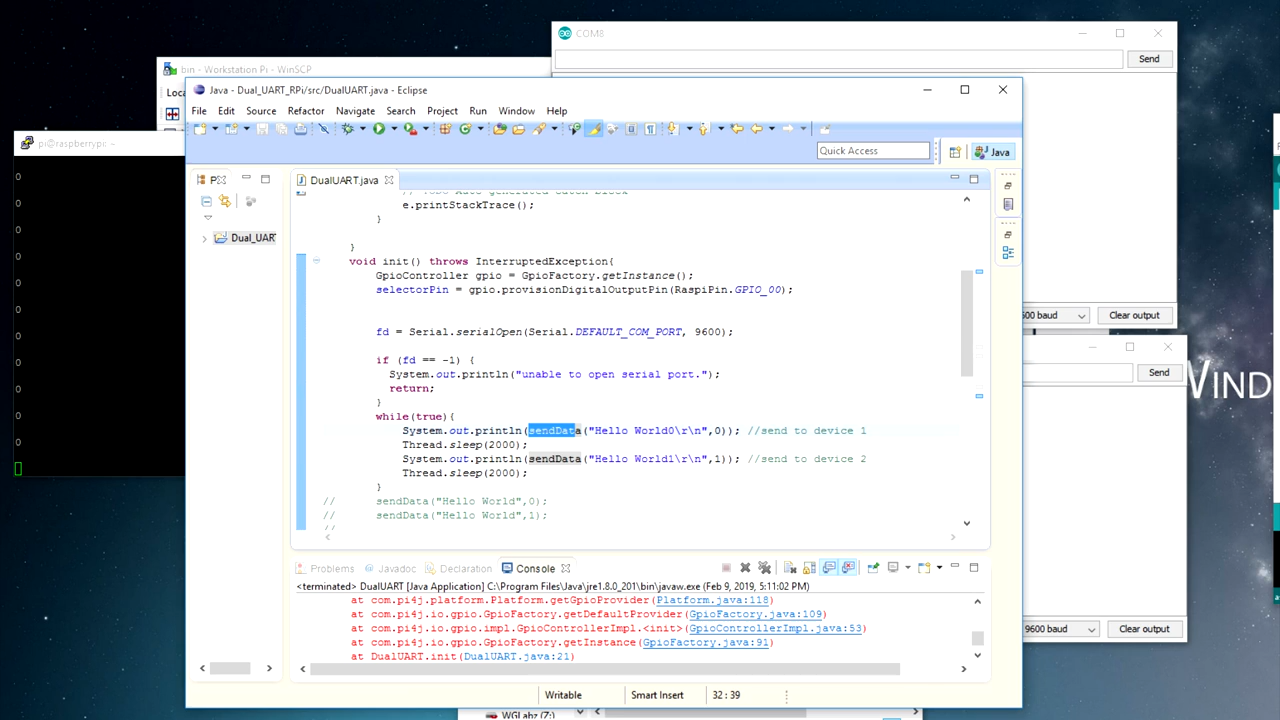 COM8
Send
bin - Workstation Pi - WinSCP
Loca
Java - Dual_UART_RPi/src/DualUART.java - Eclipse
File Edit Source Refactor Navigate Search Project Run Window Help
pi@raspberrypi: ~
Quick Access
Java
P
DualUART.java
// TODO Auto-generated catch block
e.printStackTrace();
}
}
Dual_UAR
void init() throws InterruptedException{
GpioController gpio = GpioFactory.getInstance();
selectorPin = gpio.provisionDigitalOutputPin(RaspiPin.GPIO_00);
fd = Serial.serialOpen(Serial.DEFAULT_COM_PORT, 9600);
if (fd == -1) {
System.out.println("unable to open serial port.");
return;
}
while(true){
System.out.println(sendData("Hello World0\r\n",0)); //send to device 1
Thread.sleep(2000);
System.out.println(sendData("Hello World1\r\n",1)); //send to device 2
Thread.sleep(2000);
}
// sendData("Hello World",0);
// sendData("Hello World",1);
//
0
0
0
0
0
0
0
0
0
0
0
600 baud
Clear output
Send
WIND
Problems Javadoc Declaration Console
<terminated> DualUART [Java Application] C:\Program Files\Java\jre1.8.0_201\bin\javaw.exe (Feb 9, 2019, 5:11:02 PM)
at com.pi4j.platform.Platform.getGpioProvider(Platform.java:118)
at com.pi4j.io.gpio.GpioFactory.getDefaultProvider(GpioFactory.java:109)
at com.pi4j.io.gpio.impl.GpioControllerImpl.<init>(GpioControllerImpl.java:53)
at com.pi4j.io.gpio.GpioFactory.getInstance(GpioFactory.java:91)
at DualUART.init(DualUART.java:21)
9600 baud
Clear output
Writable Smart Insert 32 : 39
WGLabz (Z:)